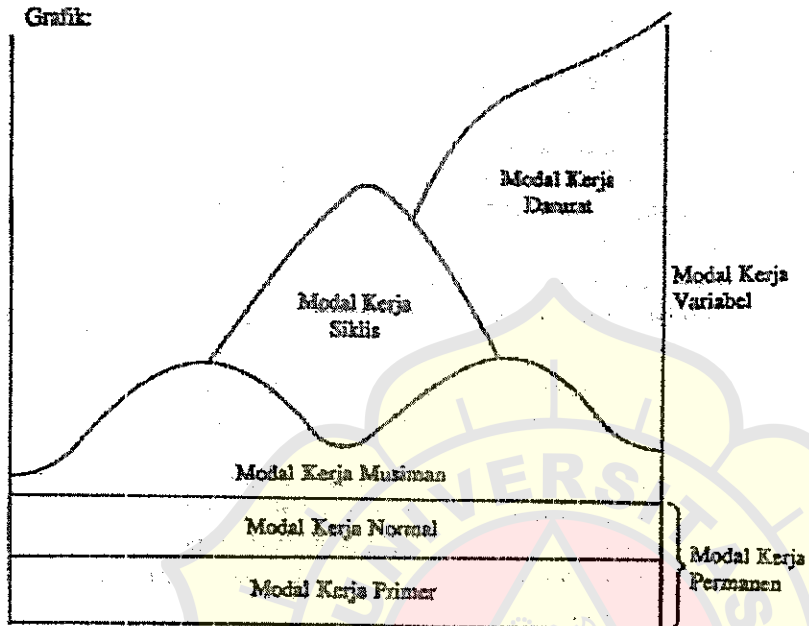 Grafik:
Modal Kerja
Darurat
Modal Kerja
Variabel
Modal Kerja
Siklis
Modal Kerja Musiman
Modal Kerja Normal
Modal Kerja
Permanen
Modal Kerja Primer
UNIVERSITAS